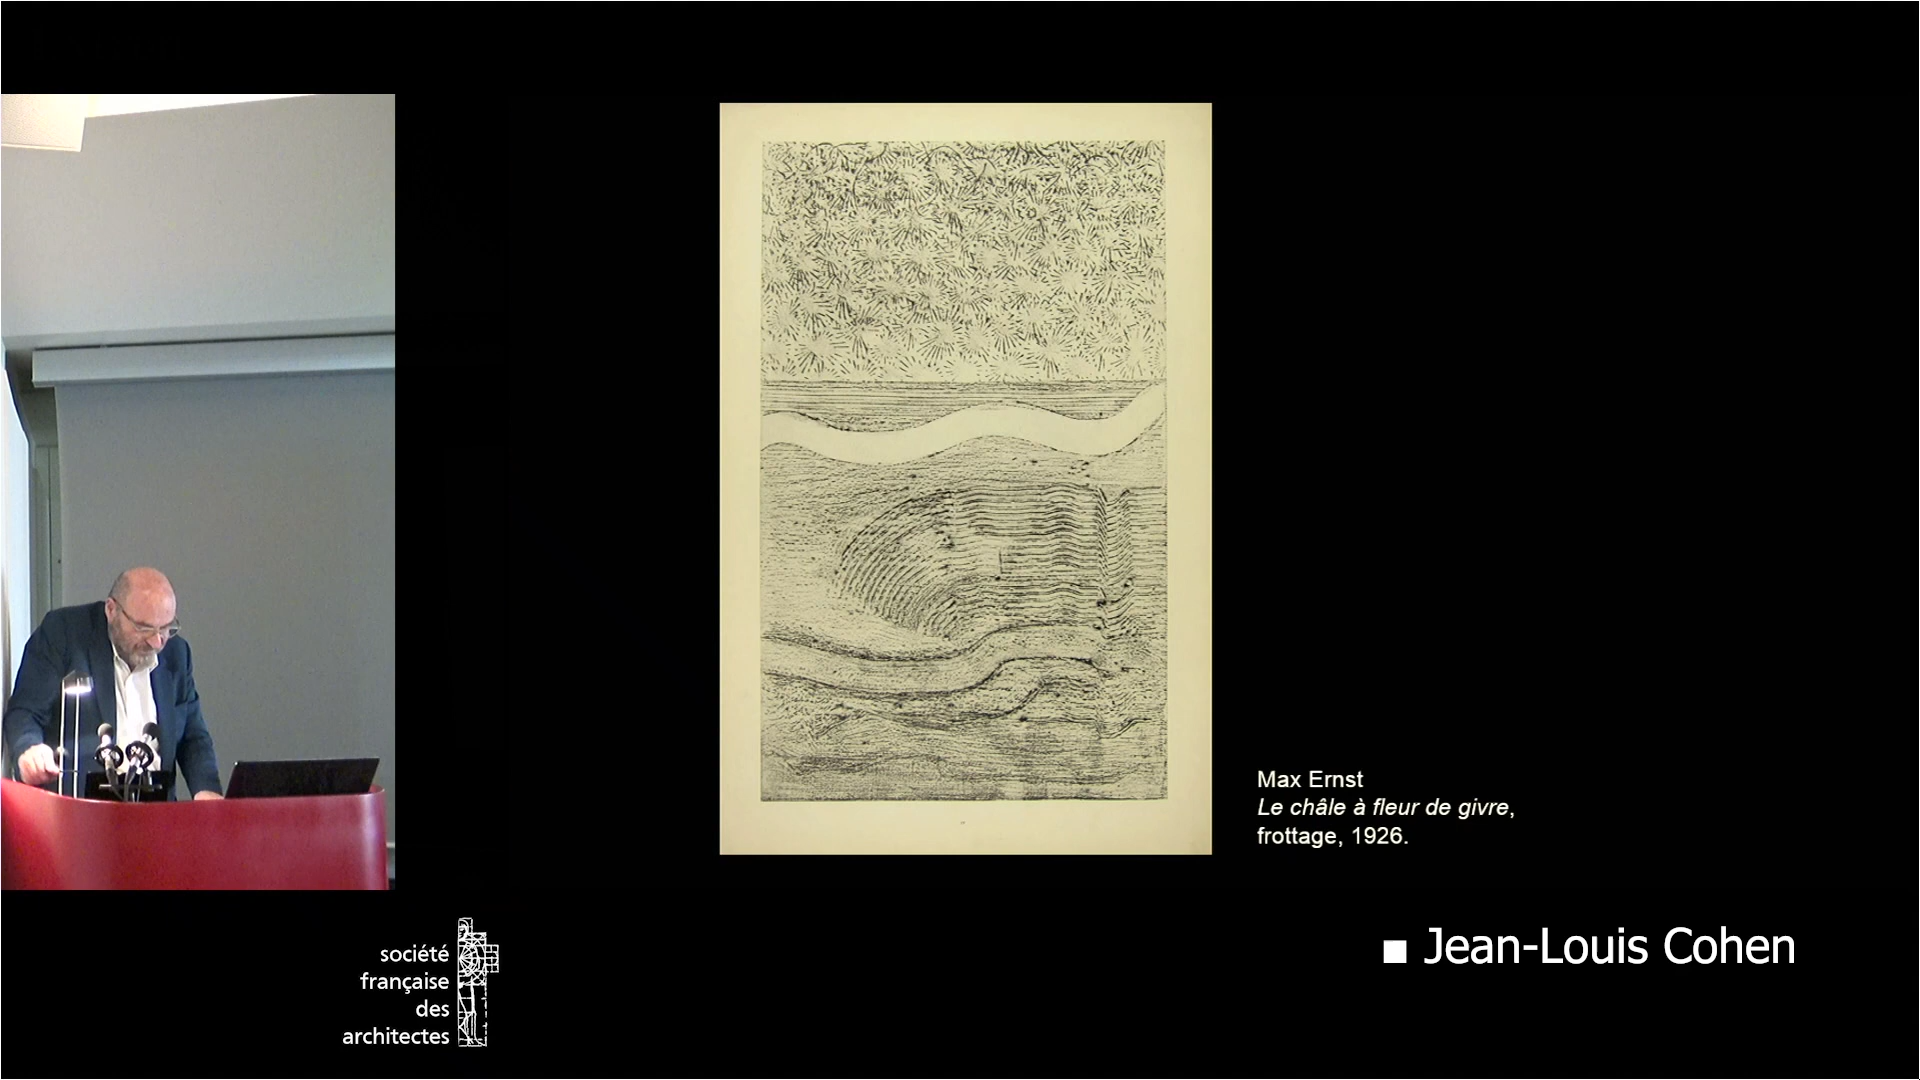 Max Ernst
Le châle à fleur de givre,
frottage, 1926.
■ Jean-Louis Cohen
société
française
des
architectes